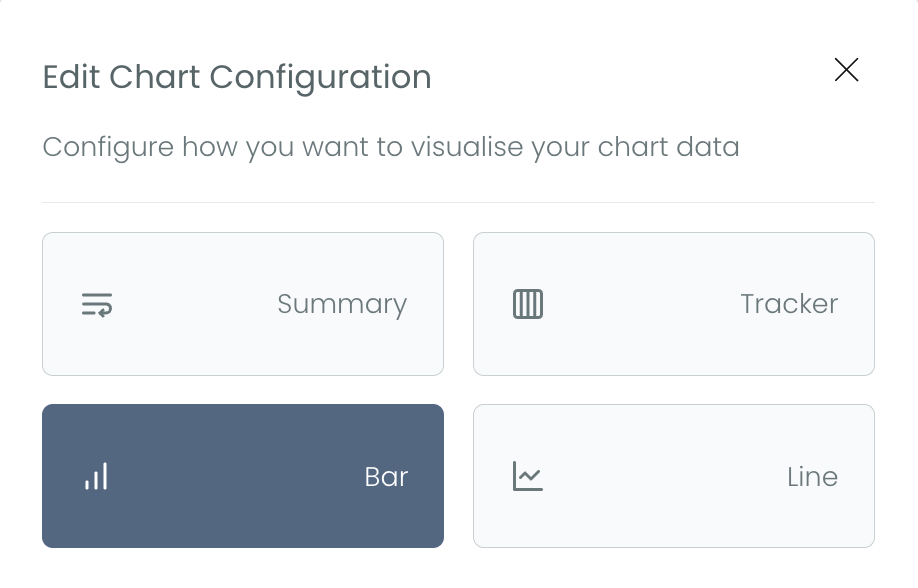 Edit Chart Configuration
Configure how you want to visualise your chart data
Summary
Tracker
Bar
Line